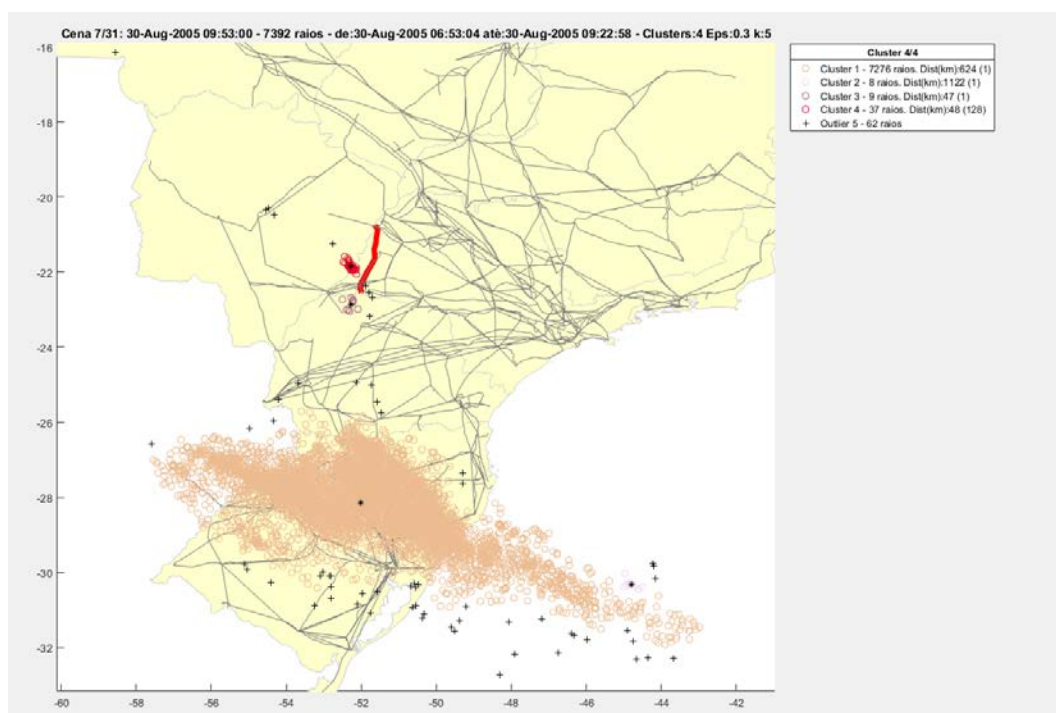 Cena 7/31: 30-Aug-2005 09:53:00 - 7392 raios - de:30-Aug-2005 06:53:04 atè:30-Aug-2005 09:22:58 - Clusters:4 Eps:0.3 k:5
-16
-18
-20
-22
-24
-26
-28
-30
-32
-60
-58
-56
-54
-52
-50
-48
-46
-44
-42
Cluster 4/4
Cluster 1 - 7276 raios. Dist(km):624 (1)
Cluster 2 - 8 raios. Dist(km):1122 (1)
Cluster 3 - 9 raios. Dist(km):47 (1)
Cluster 4 - 37 raios. Dist(km):48 (128)
Outlier 5 - 62 raios